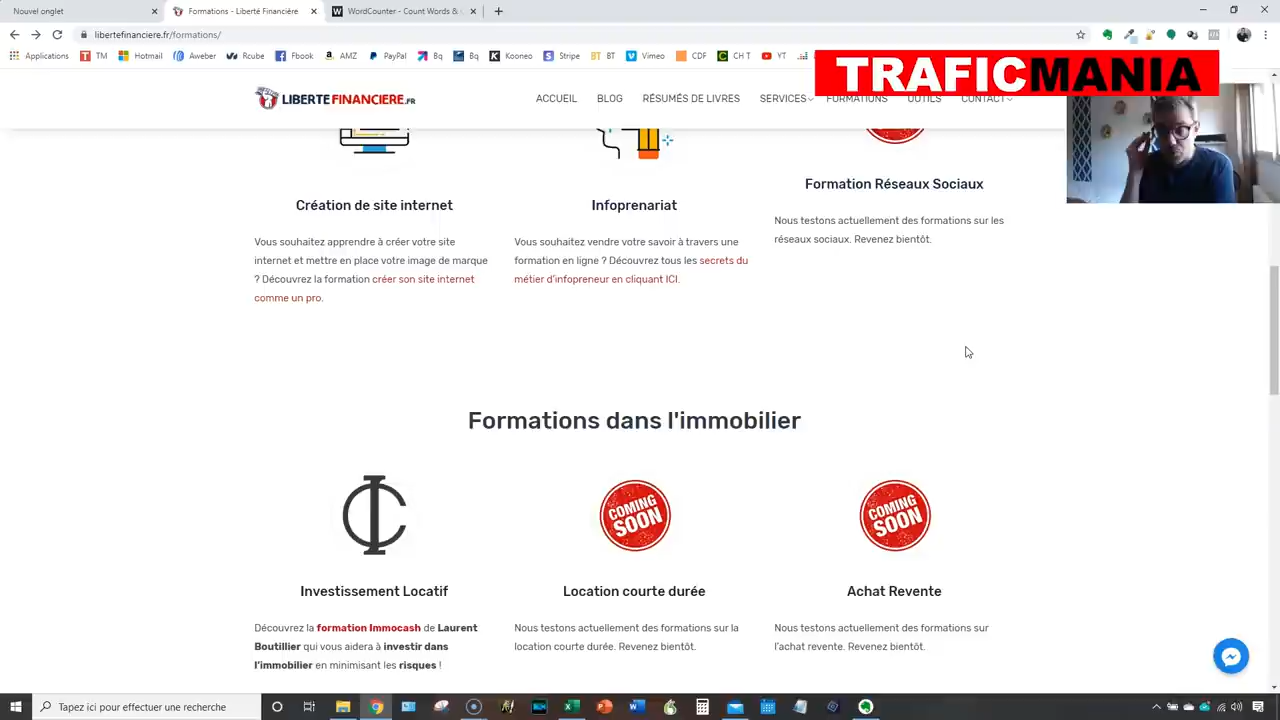 Nouvel onglet
Formations - Liberté Financière
WordCounter - Count Words &
libertefinanciere.fr/formations/
Applications
TM
Hotmail
Aweber
Rcube
Fbook
AMZ
PayPal
Bq
Bq
Kooneo
Stripe
BT
Vimeo
CDF
CH T
YT
TRAFICMANIA
LIBERTEFINANCIERE.FR
ACCUEIL
BLOG
RÉSUMÉS DE LIVRES
SERVICES
FORMATIONS
OUTILS
CONTACT
Création de site internet
Vous souhaitez apprendre à créer votre site
internet et mettre en place votre image de marque
? Découvrez la formation créer son site internet
comme un pro.
Infoprenariat
Vous souhaitez vendre votre savoir à travers une
formation en ligne ? Découvrez tous les secrets du
métier d'infopreneur en cliquant ICI.
Formation Réseaux Sociaux
Nous testons actuellement des formations sur les
réseaux sociaux. Revenez bientôt.
Formations dans l'immobilier
Investissement Locatif
Découvrez la formation Immocash de Laurent
Boutillier qui vous aidera à investir dans
l'immobilier en minimisant les risques !
COMING
SOON
Location courte durée
Nous testons actuellement des formations sur la
location courte durée. Revenez bientôt.
COMING
SOON
Achat Revente
Nous testons actuellement des formations sur
l'achat revente. Revenez bientôt.
Tapez ici pour effectuer une recherche